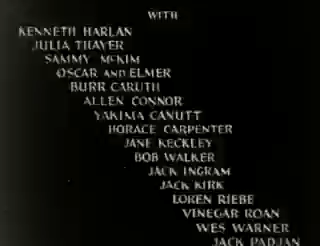 WITH
KENNETH HARLAN
JULIA THAYER
SAMMY McKIM
OSCAR AND ELMER
BURR CARUTH
ALLEN CONNOR
YAKIMA CANUTT
HORACE CARPENTER
JANE KECKLEY
BOB WALKER
JACK INGRAM
JACK KIRK
LOREN RIEBE
VINEGAR ROAN
WES WARNER
JACK PADJAN